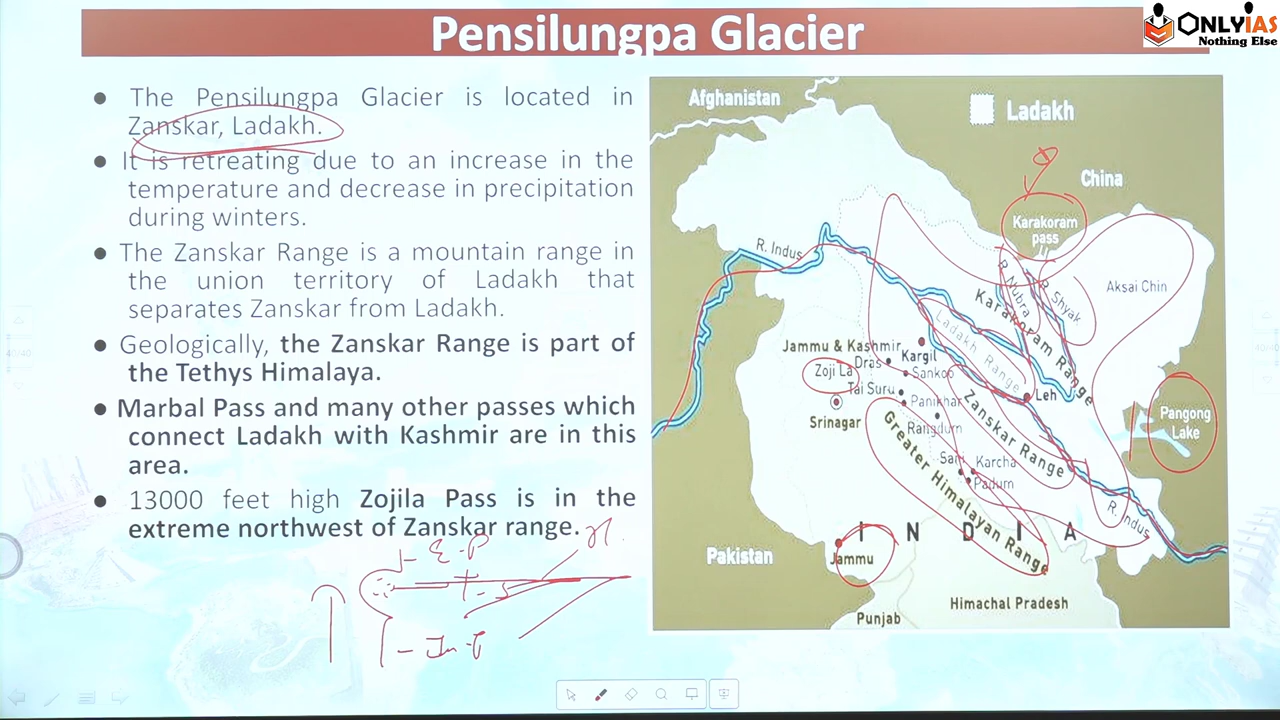 Pensilungpa Glacier
ONLYIAS
Nothing Else
● The Pensilungpa Glacier is located in
Zanskar, Ladakh.
● It is retreating due to an increase in the
temperature and decrease in precipitation
during winters.
● The Zanskar Range is a mountain range in
the union territory of Ladakh that
separates Zanskar from Ladakh.
● Geologically, the Zanskar Range is part of
the Tethys Himalaya.
● Marbal Pass and many other passes which
connect Ladakh with Kashmir are in this
area.
● 13000 feet high Zojila Pass is in the
extreme northwest of Zanskar range.
Afghanistan
Ladakh
China
Karakoram
pass
R. Indus
R. Nubra
R. Shyak
Aksai Chin
Karakoram Range
Ladakh Range
Jammu & Kashmir
Kargil
Zoji La
Dras
Sankoo
Tai Suru
Leh
Panikhar
Zanskar Range
Pangong
Lake
Srinagar
Rangdum
Greater Himalayan Range
Sani
Karcha
Padum
R. Indus
INDIA
Pakistan
Jammu
Himachal Pradesh
Punjab
40/40
40/40